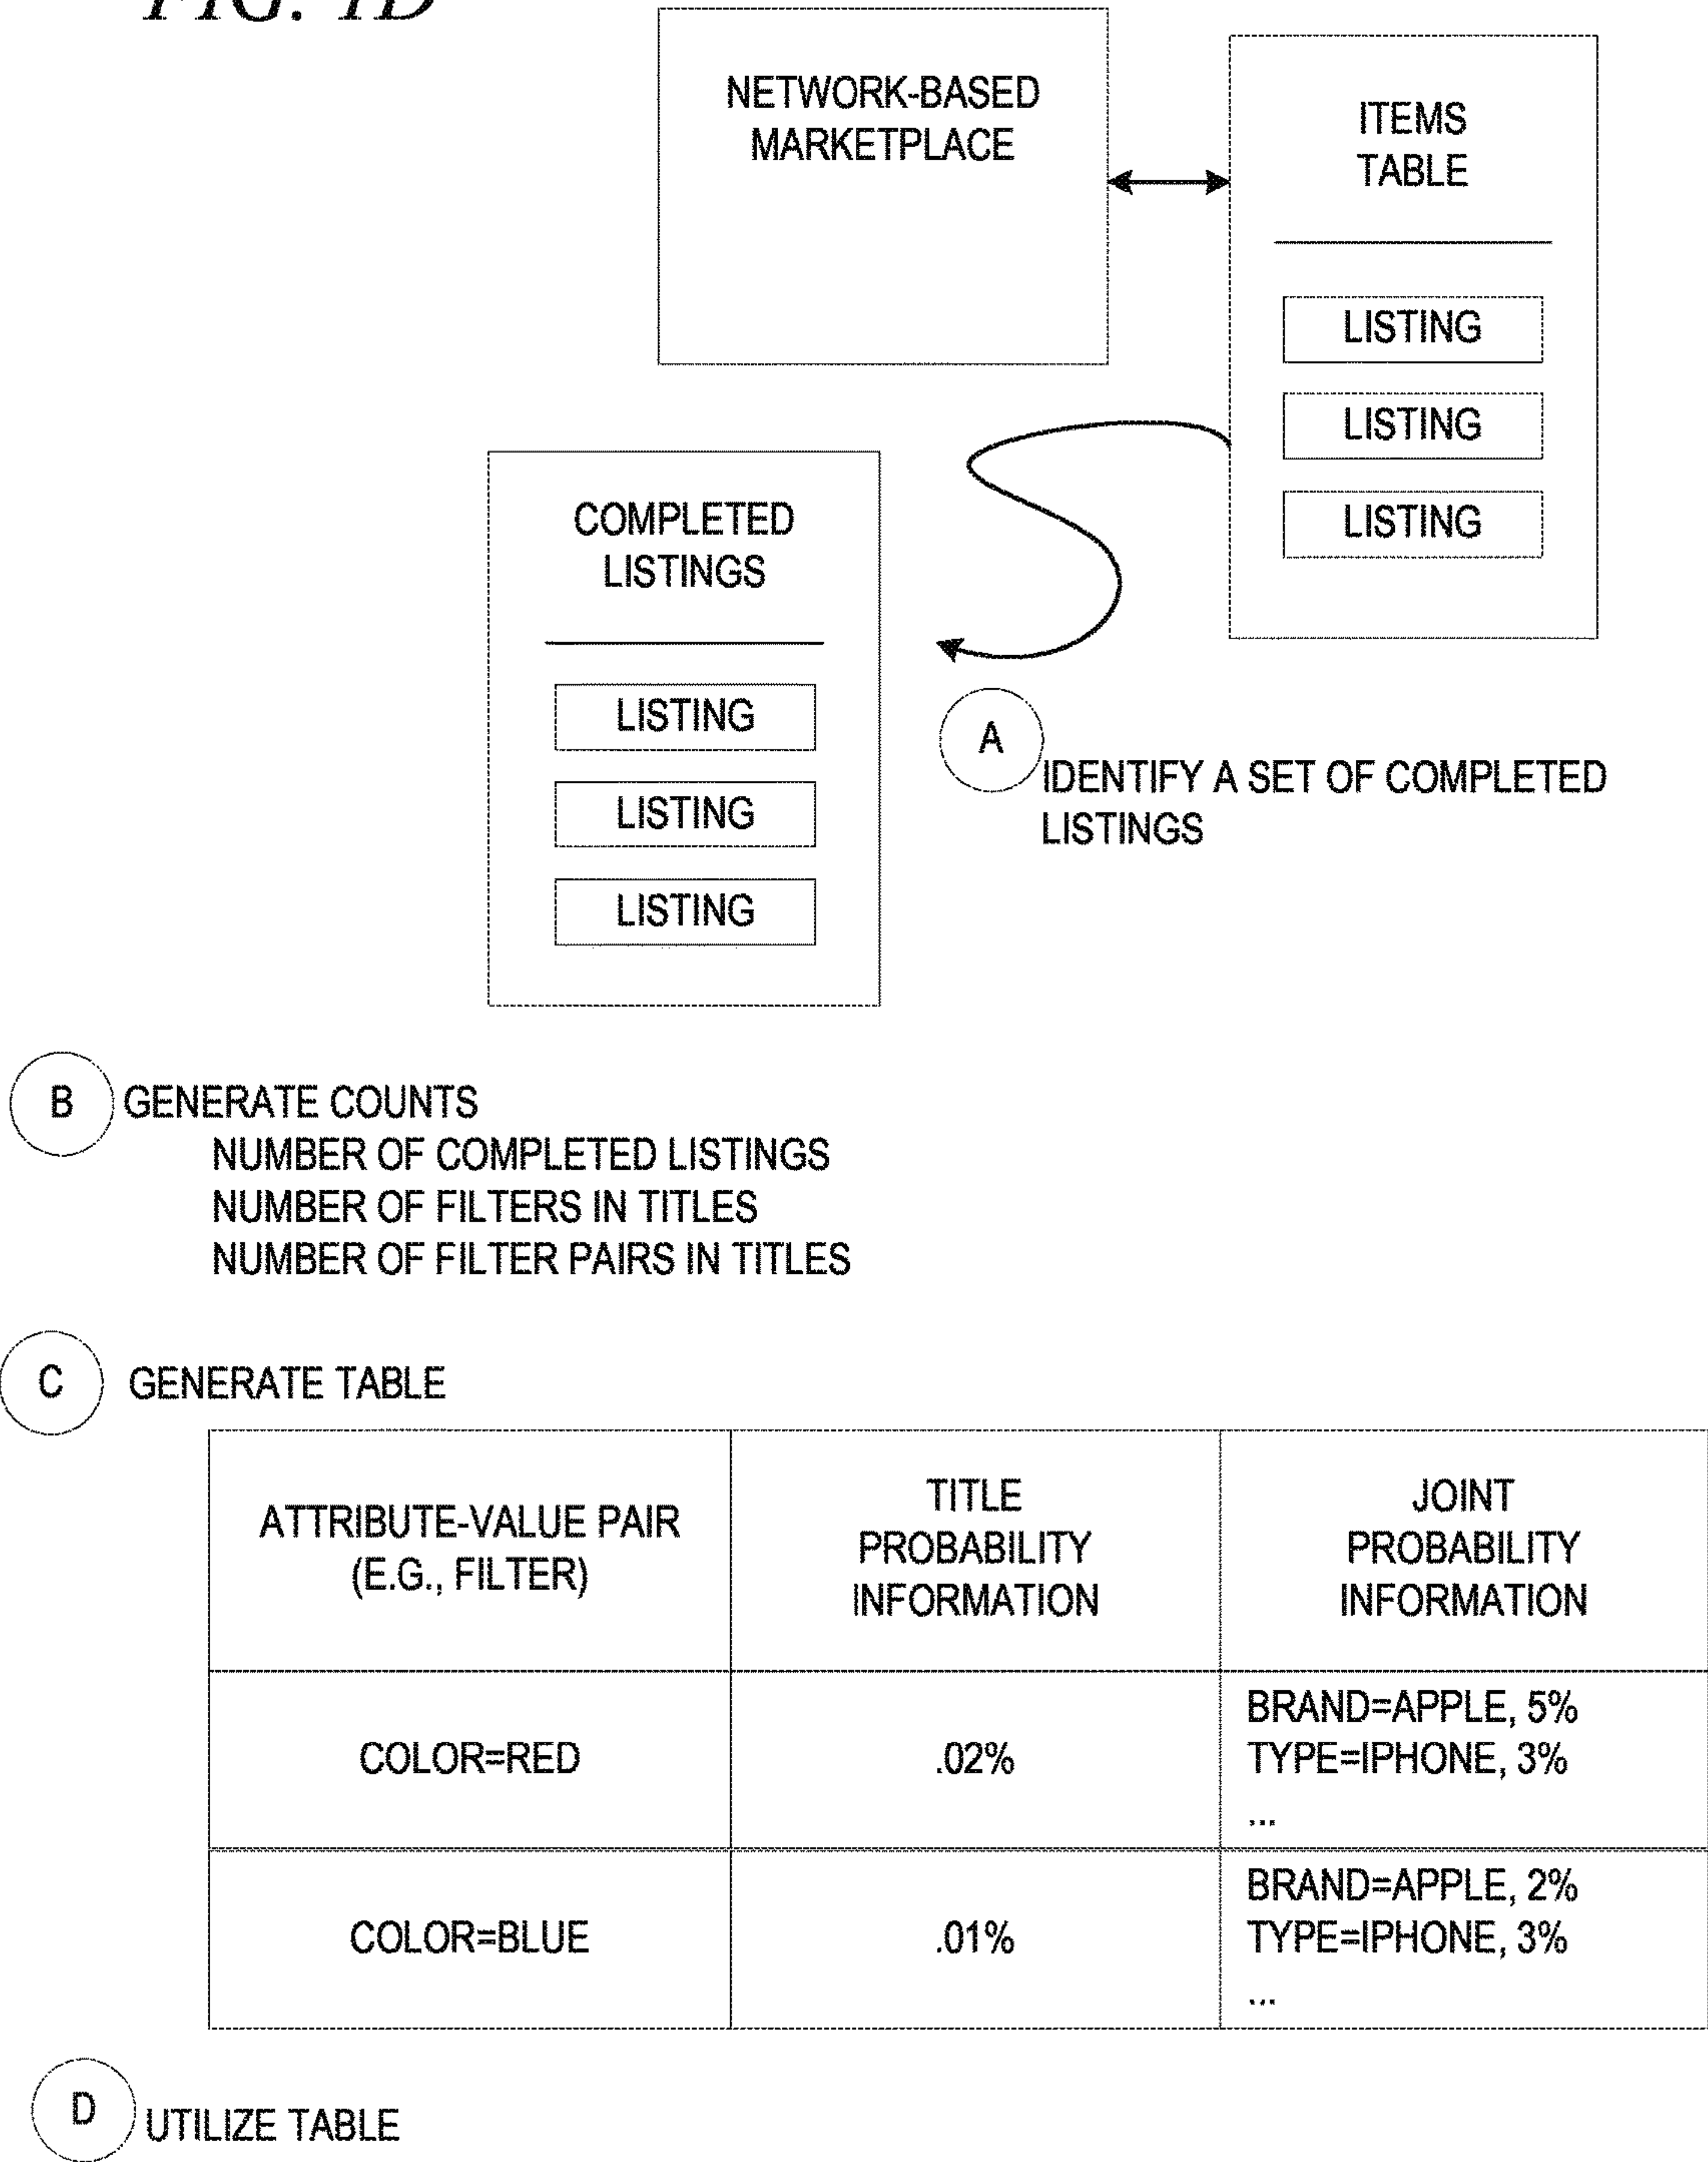 FIG. 1D
NETWORK-BASED
MARKETPLACE
ITEMS
TABLE
LISTING
LISTING
LISTING
COMPLETED
LISTINGS
LISTING
LISTING
LISTING
A
IDENTIFY A SET OF COMPLETED
LISTINGS
B
GENERATE COUNTS
NUMBER OF COMPLETED LISTINGS
NUMBER OF FILTERS IN TITLES
NUMBER OF FILTER PAIRS IN TITLES
C
GENERATE TABLE
ATTRIBUTE-VALUE PAIR
(E.G., FILTER)
TITLE
PROBABILITY
INFORMATION
JOINT
PROBABILITY
INFORMATION
COLOR=RED
.02%
BRAND=APPLE, 5%
TYPE=IPHONE, 3%
...
COLOR=BLUE
.01%
BRAND=APPLE, 2%
TYPE=IPHONE, 3%
...
D
UTILIZE TABLE